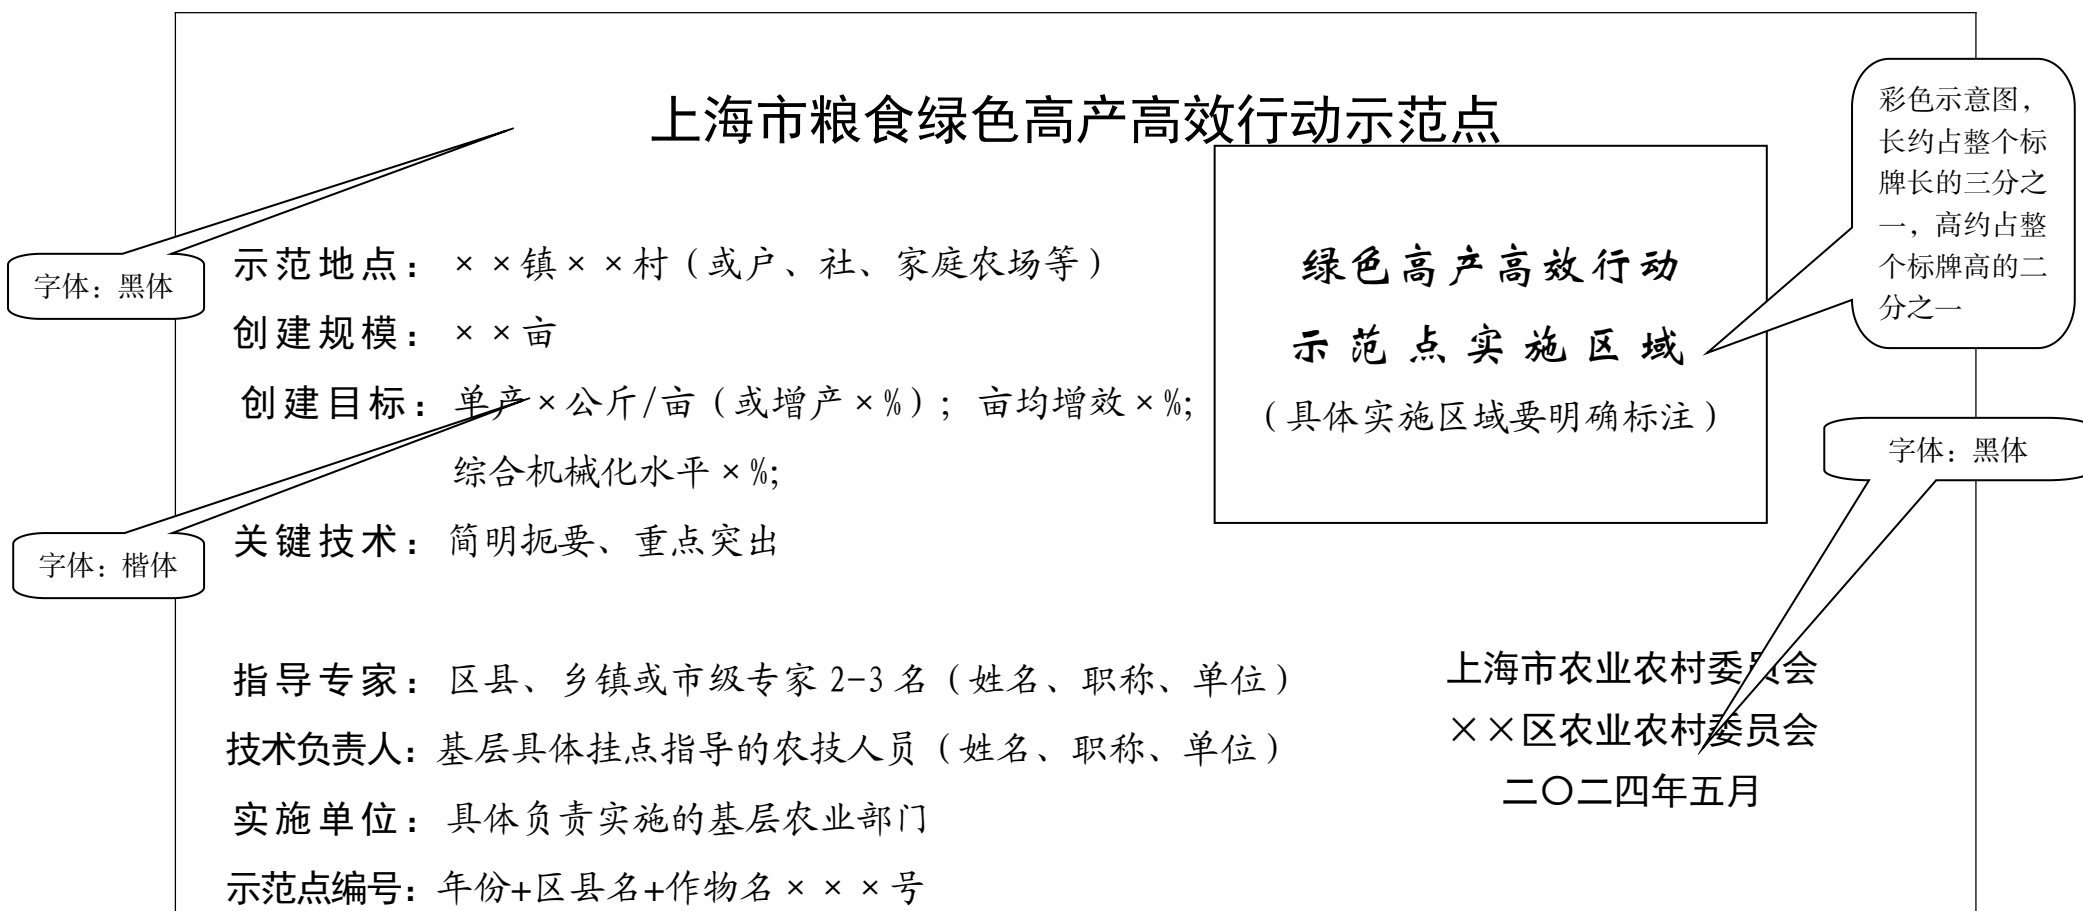 上海市粮食绿色高产高效行动示范点
彩色示意图，
长约占整个标
牌长的三分之
一，高约占整
个标牌高的二
分之一
字体：黑体
示范地点：××镇××村（或户、社、家庭农场等）
创建规模：××亩
创建目标：单产×公斤/亩（或增产×%）；亩均增效×%;
综合机械化水平×%;
关键技术：简明扼要、重点突出
绿色高产高效行动
示范点实施区域
（具体实施区域要明确标注）
字体：黑体
字体：楷体
指导专家：区县、乡镇或市级专家 2-3 名（姓名、职称、单位）
技术负责人：基层具体挂点指导的农技人员（姓名、职称、单位）
实施单位：具体负责实施的基层农业部门
示范点编号：年份+区县名+作物名×××号
上海市农业农村委员会
××区农业农村委员会
二〇二四年五月